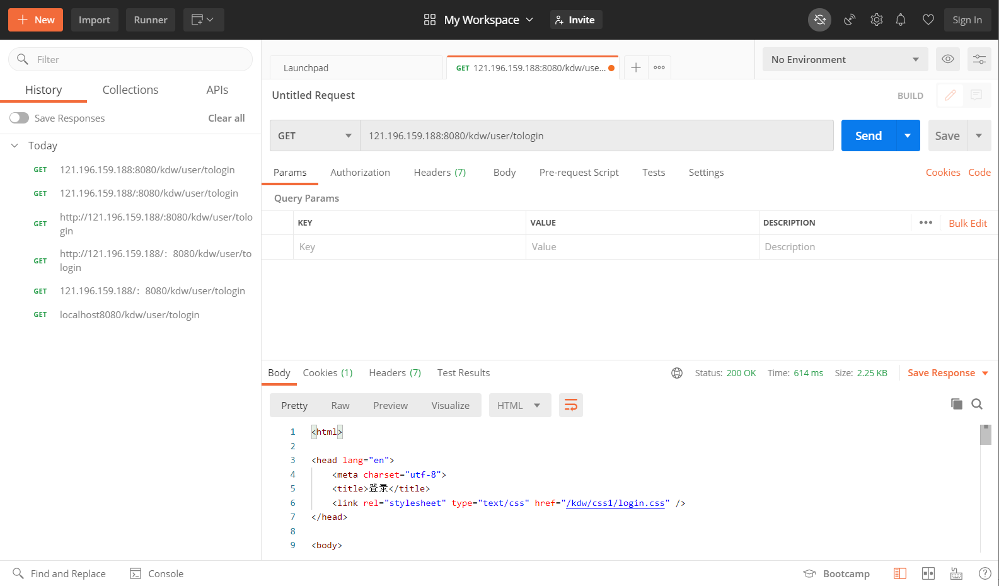 New
Import
Runner
My Workspace
Invite
Sign In
Filter
History
Collections
APIs
Save Responses
Clear all
Today
GET 121.196.159.188:8080/kdw/user/tologin
GET 121.196.159.188/:8080/kdw/user/tologin
GET http://121.196.159.188/:8080/kdw/user/tolo
gin
GET http://121.196.159.188/：8080/kdw/user/to
login
GET 121.196.159.188/：8080/kdw/user/tologin
GET localhost8080/kdw/user/tologin
Launchpad
GET 121.196.159.188:8080/kdw/use...
No Environment
Untitled Request
BUILD
GET
121.196.159.188:8080/kdw/user/tologin
Send
Save
Params
Authorization
Headers (7)
Body
Pre-request Script
Tests
Settings
Cookies
Code
Query Params
KEY
VALUE
DESCRIPTION
Bulk Edit
Key
Value
Description
Body
Cookies (1)
Headers (7)
Test Results
Status: 200 OK
Time: 614 ms
Size: 2.25 KB
Save Response
Pretty
Raw
Preview
Visualize
HTML
1 <html>
2
3 <head lang="en">
4 <meta charset="utf-8">
5 <title>登录</title>
6 <link rel="stylesheet" type="text/css" href="/kdw/css1/login.css" />
7 </head>
8
9 <body>
Find and Replace
Console
Bootcamp